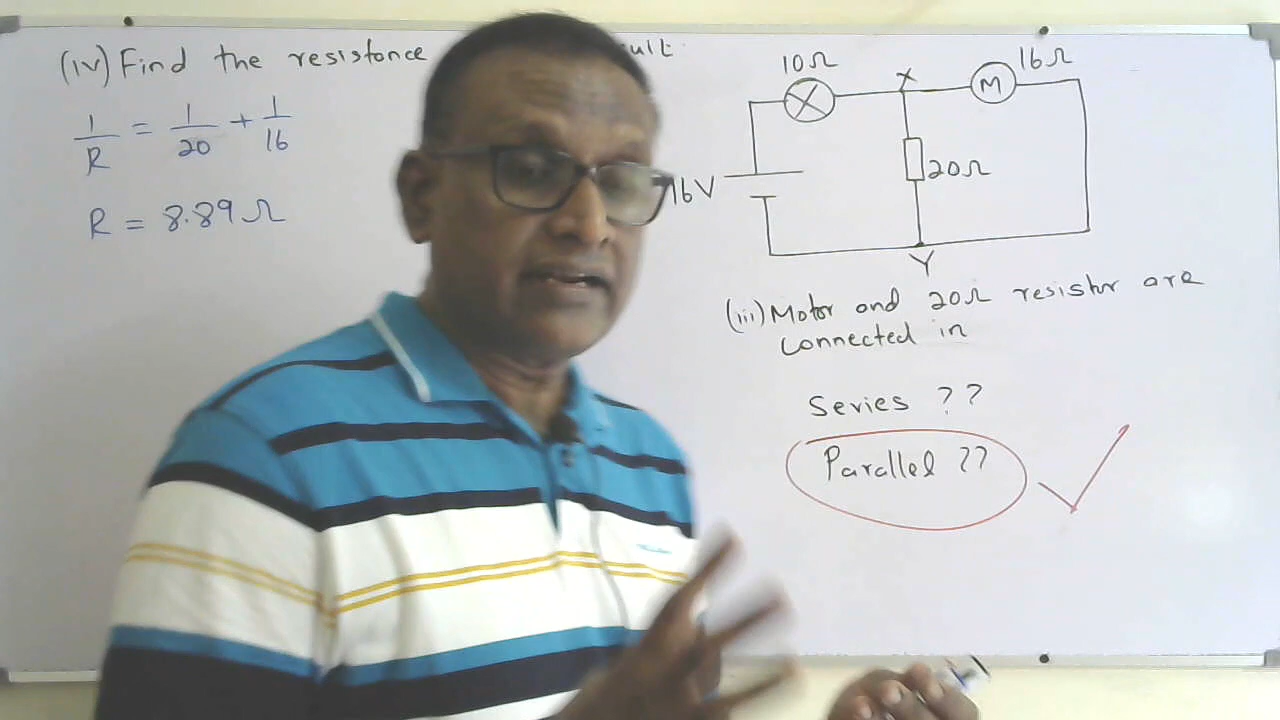 (iv) Find the resistance
1/R = 1/20 + 1/16
R = 8.89 Ω
10Ω
X
M
16Ω
20Ω
16V
Y
(iii) Motor and 20Ω resistor are
connected in
Series ??
Parallel ??